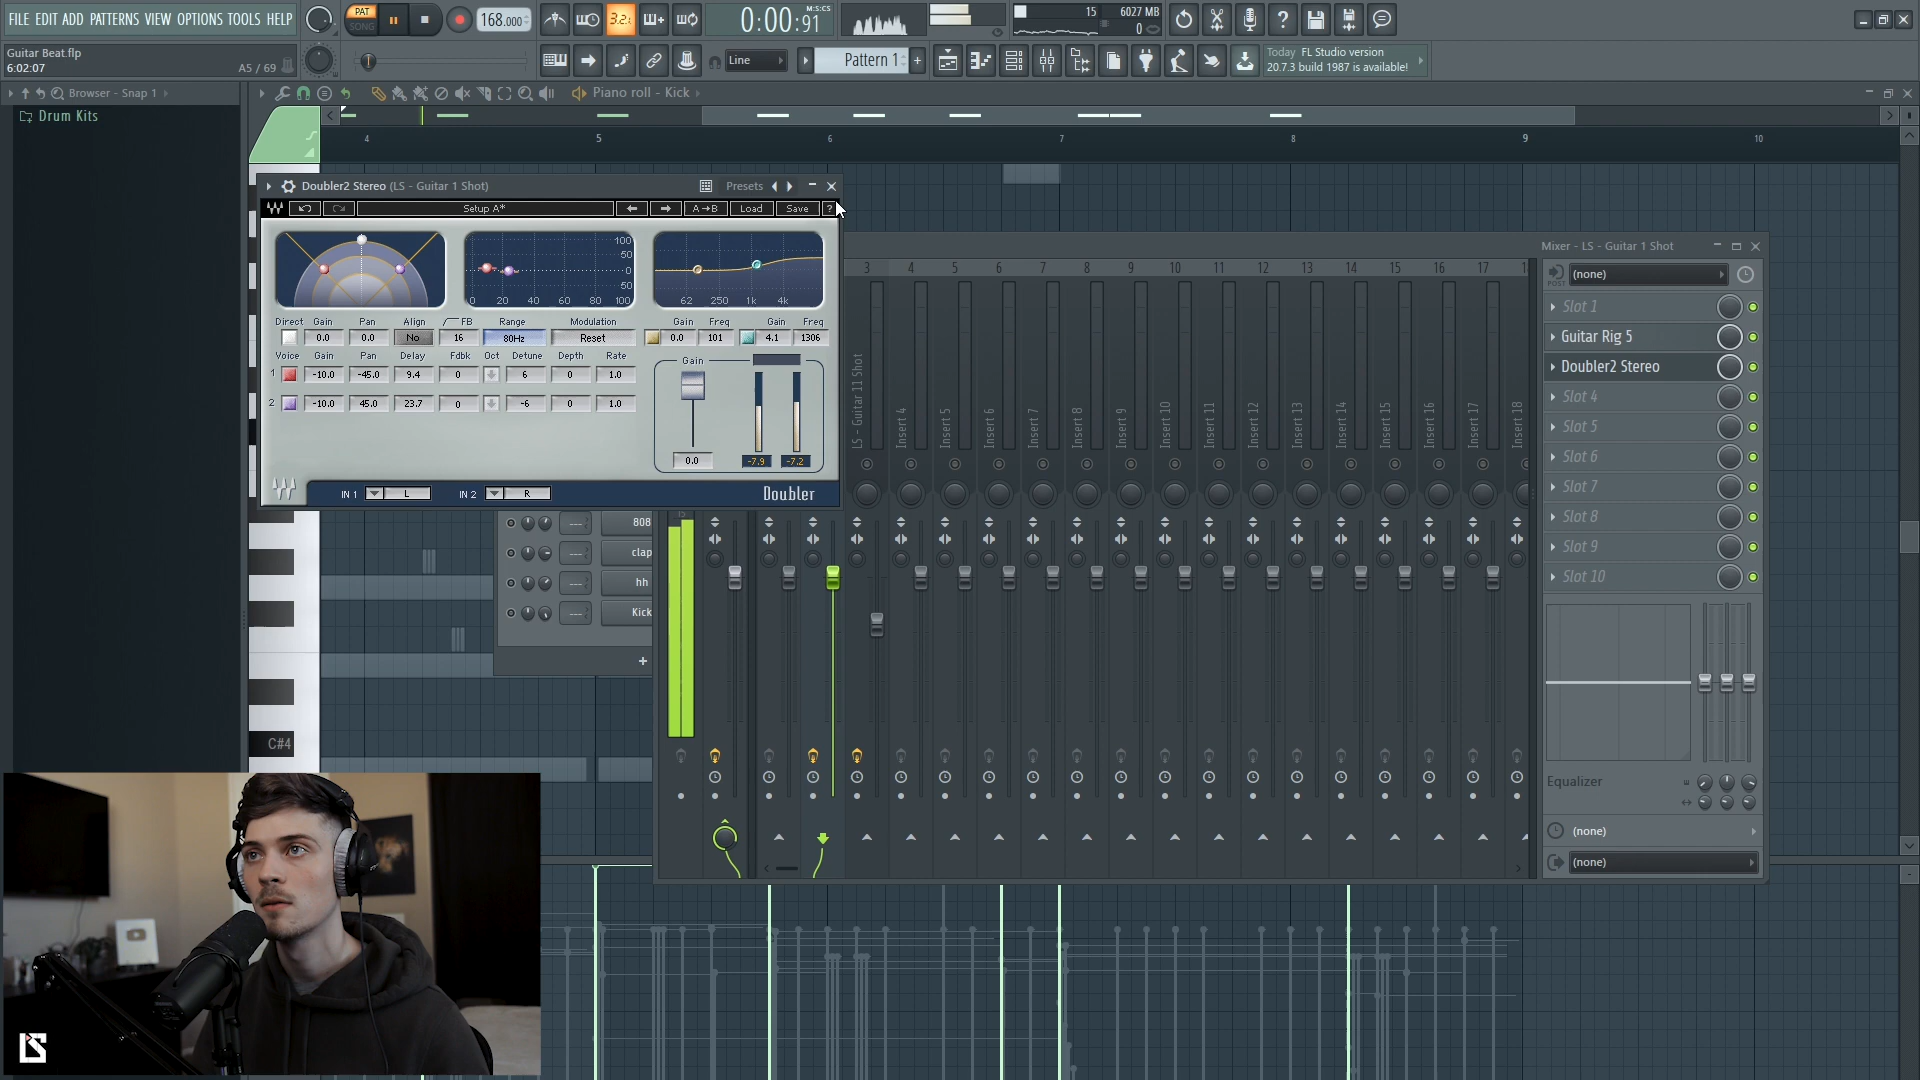 FILE EDIT ADD PATTERNS VIEW OPTIONS TOOLS HELP
PAT
SONG
168.000
3.2.
0:00:91
M:S:CS
15
6027 MB
0
Guitar Beat.flp
6:02:07
A5 / 69
Line
Pattern 1
+
Today FL Studio version
20.7.3 build 1987 is available!
Browser - Snap 1
Drum Kits
Piano roll - Kick
4 5 6 7 8 9 10
Doubler2 Stereo (LS - Guitar 1 Shot)
Presets
Setup A*
A→B
Load
Save
?
100
50
0
50
100
0 20 40 60 80 100
62 250 1k 4k
Direct Gain Pan Align FB Range Modulation
0.0 0.0 No 16 80Hz Reset
Gain Freq Gain Freq
0.0 101 4.1 1306
Voice Gain Pan Delay Fdbk Oct Detune Depth Rate
1 -10.0 -45.0 9.4 0 6 0 1.0
2 -10.0 45.0 23.7 0 -6 0 1.0
Gain
0.0
-7.9 -7.2
IN 1 L IN 2 R
Doubler
808
clap
hh
Kick
+
C#4
Mixer - LS - Guitar 1 Shot
3 4 5 6 7 8 9 10 11 12 13 14 15 16 17
LS - Guitar 11 Shot
Insert 4
Insert 5
Insert 6
Insert 7
Insert 8
Insert 9
Insert 10
Insert 11
Insert 12
Insert 13
Insert 14
Insert 15
Insert 16
Insert 17
Insert 18
POST
(none)
Slot 1
Guitar Rig 5
Doubler2 Stereo
Slot 4
Slot 5
Slot 6
Slot 7
Slot 8
Slot 9
Slot 10
Equalizer
(none)
(none)
LS